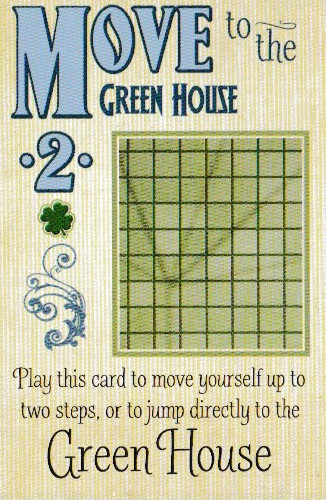 MOVE to the
GREEN HOUSE
·2·
Play this card to move yourself up to
two steps, or to jump directly to the
Green House